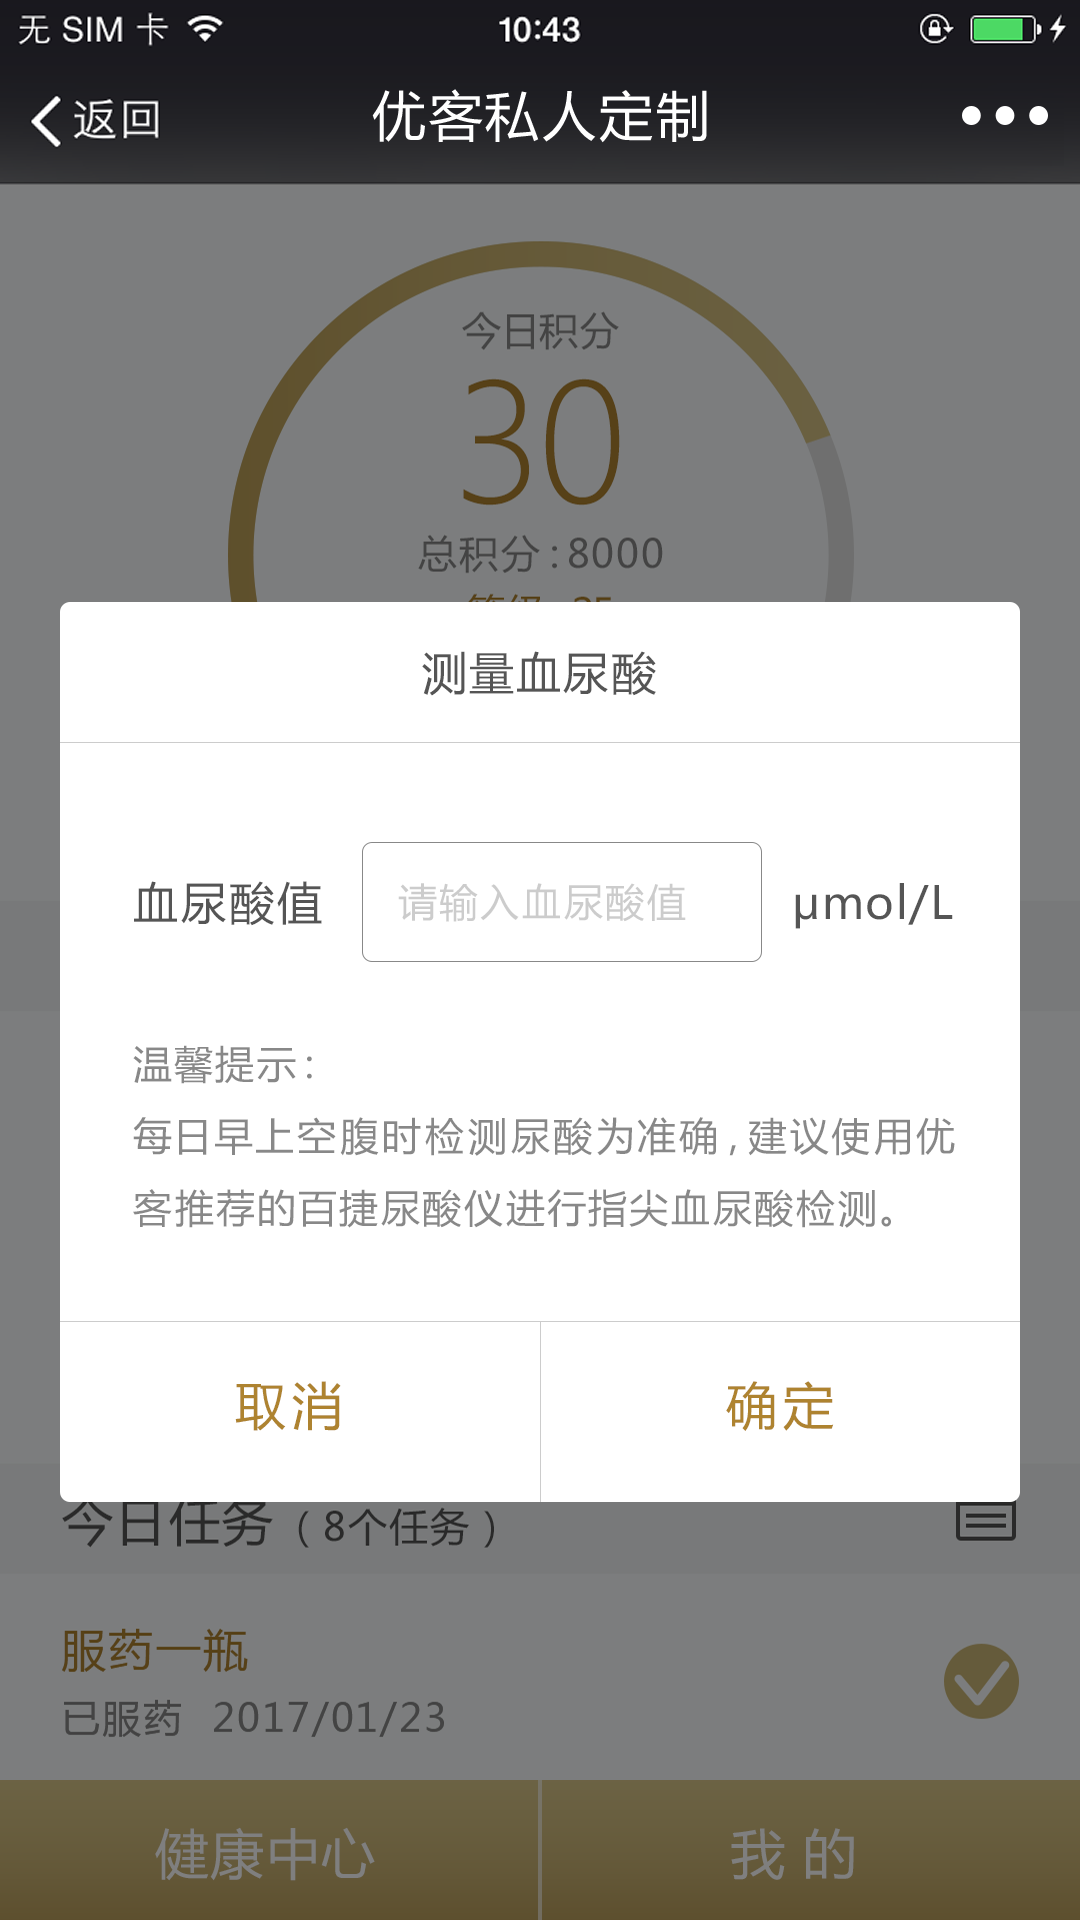 无 SIM 卡 10:43
返回 优客私人定制
今日积分
30
总积分:8000
测量血尿酸
血尿酸值 请输入血尿酸值 μmol/L
温馨提示:
每日早上空腹时检测尿酸为准确,建议使用优
客推荐的百捷尿酸仪进行指尖血尿酸检测。
取消 确定
今日任务(8个任务)
服药一瓶
已服药 2017/01/23
健康中心 我 的